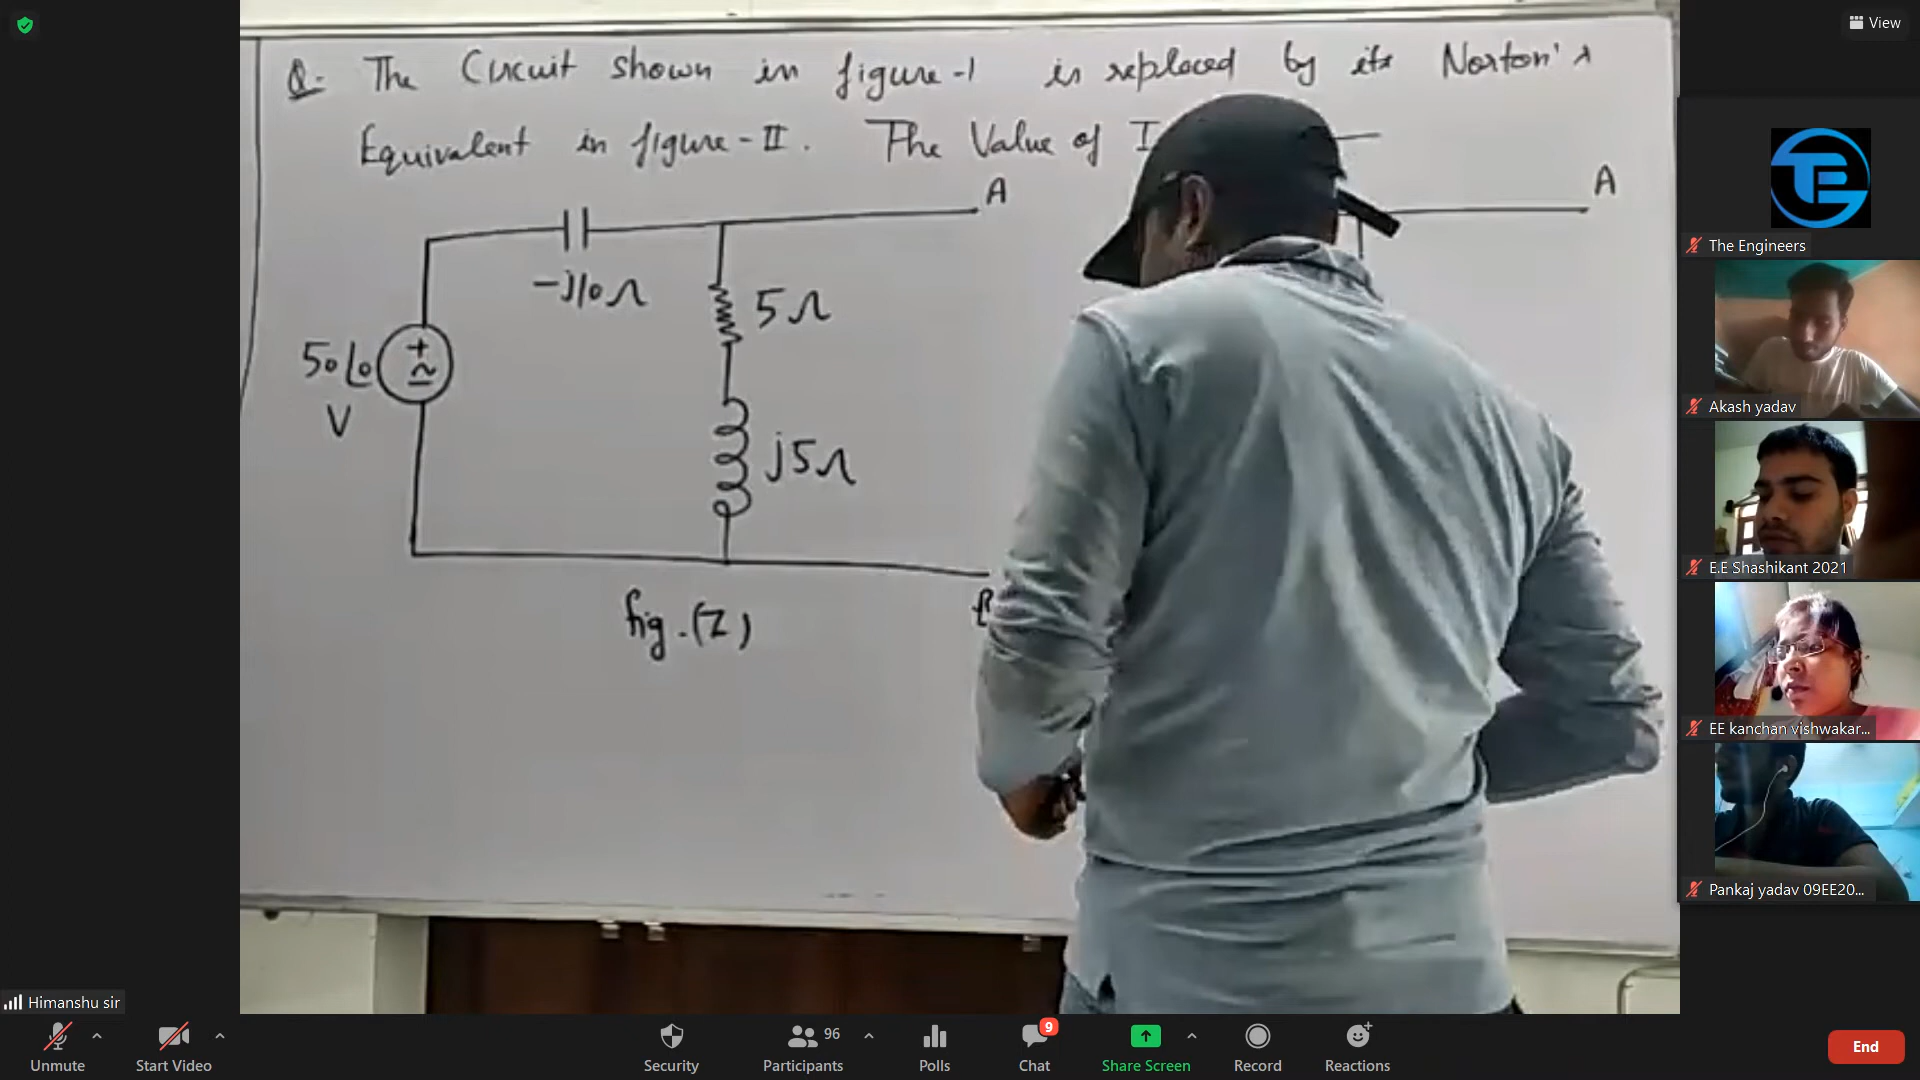 View
Q. The Circuit shown in figure-1 is replaced by its Norton's
Equivalent in figure-II. The Value of I
A
A
-j10Ω
5Ω
50∠0
V
+
~
j5Ω
fig.(I)
B
TE
The Engineers
Akash yadav
E.E Shashikant 2021
EE kanchan vishwakar...
Pankaj yadav 09EE20...
Himanshu sir
Unmute
Start Video
Security
96
Participants
Polls
9
Chat
Share Screen
Record
Reactions
End